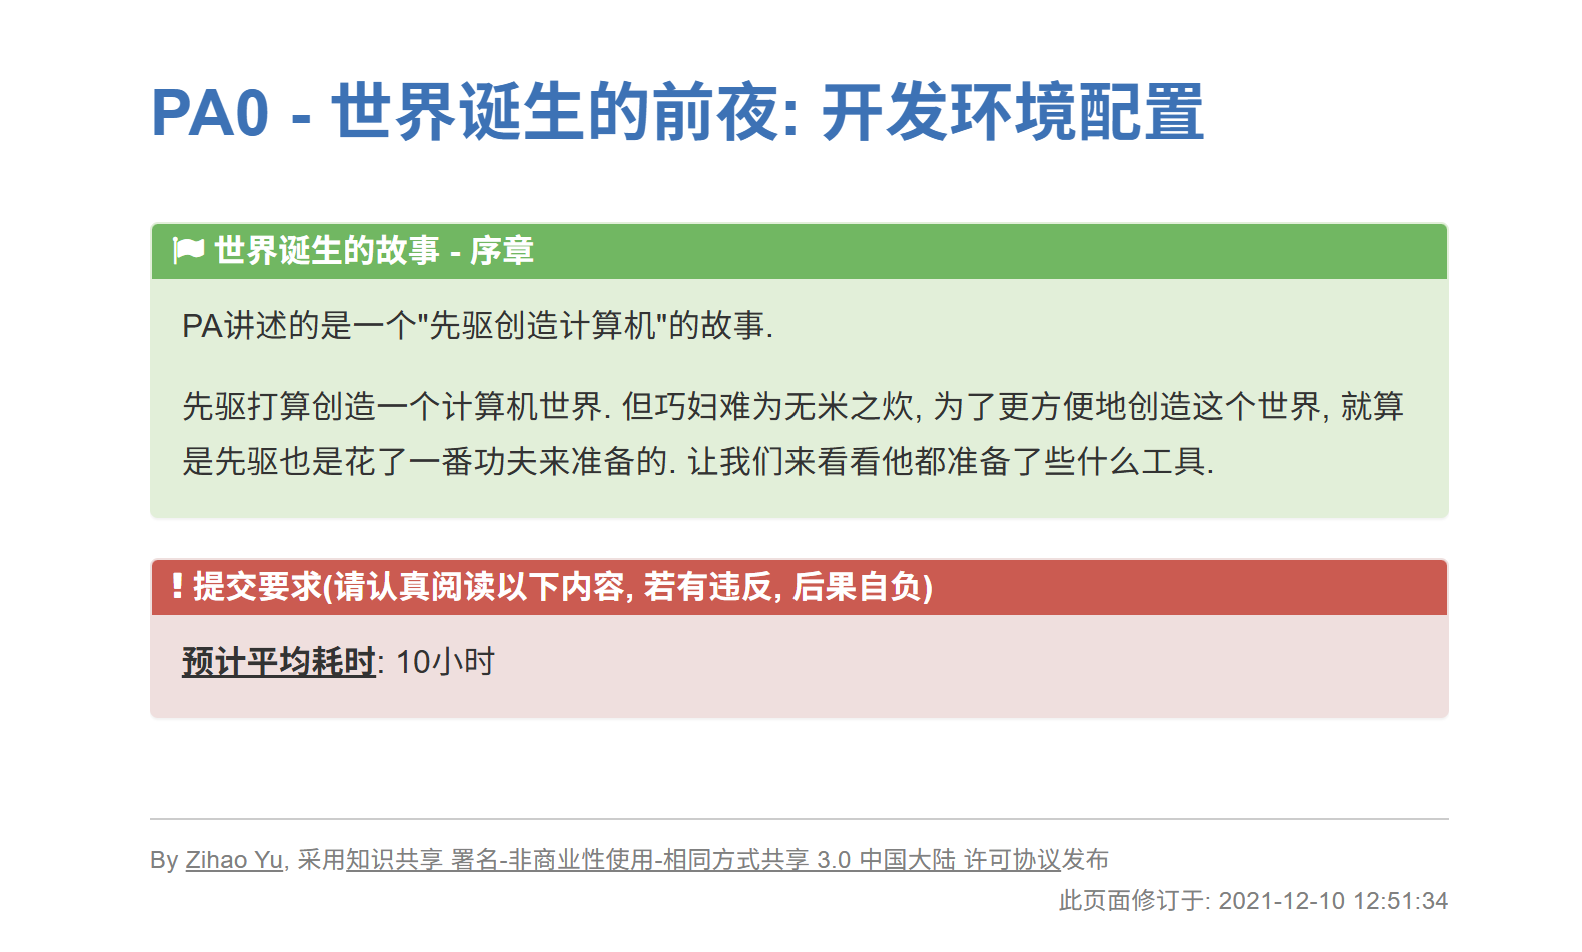 PA0 - 世界诞生的前夜: 开发环境配置
世界诞生的故事 - 序章
PA讲述的是一个"先驱创造计算机"的故事.
先驱打算创造一个计算机世界. 但巧妇难为无米之炊, 为了更方便地创造这个世界, 就算
是先驱也是花了一番功夫来准备的. 让我们来看看他都准备了些什么工具.
! 提交要求(请认真阅读以下内容, 若有违反, 后果自负)
预计平均耗时: 10小时
By Zihao Yu, 采用知识共享 署名-非商业性使用-相同方式共享 3.0 中国大陆 许可协议发布
此页面修订于: 2021-12-10 12:51:34